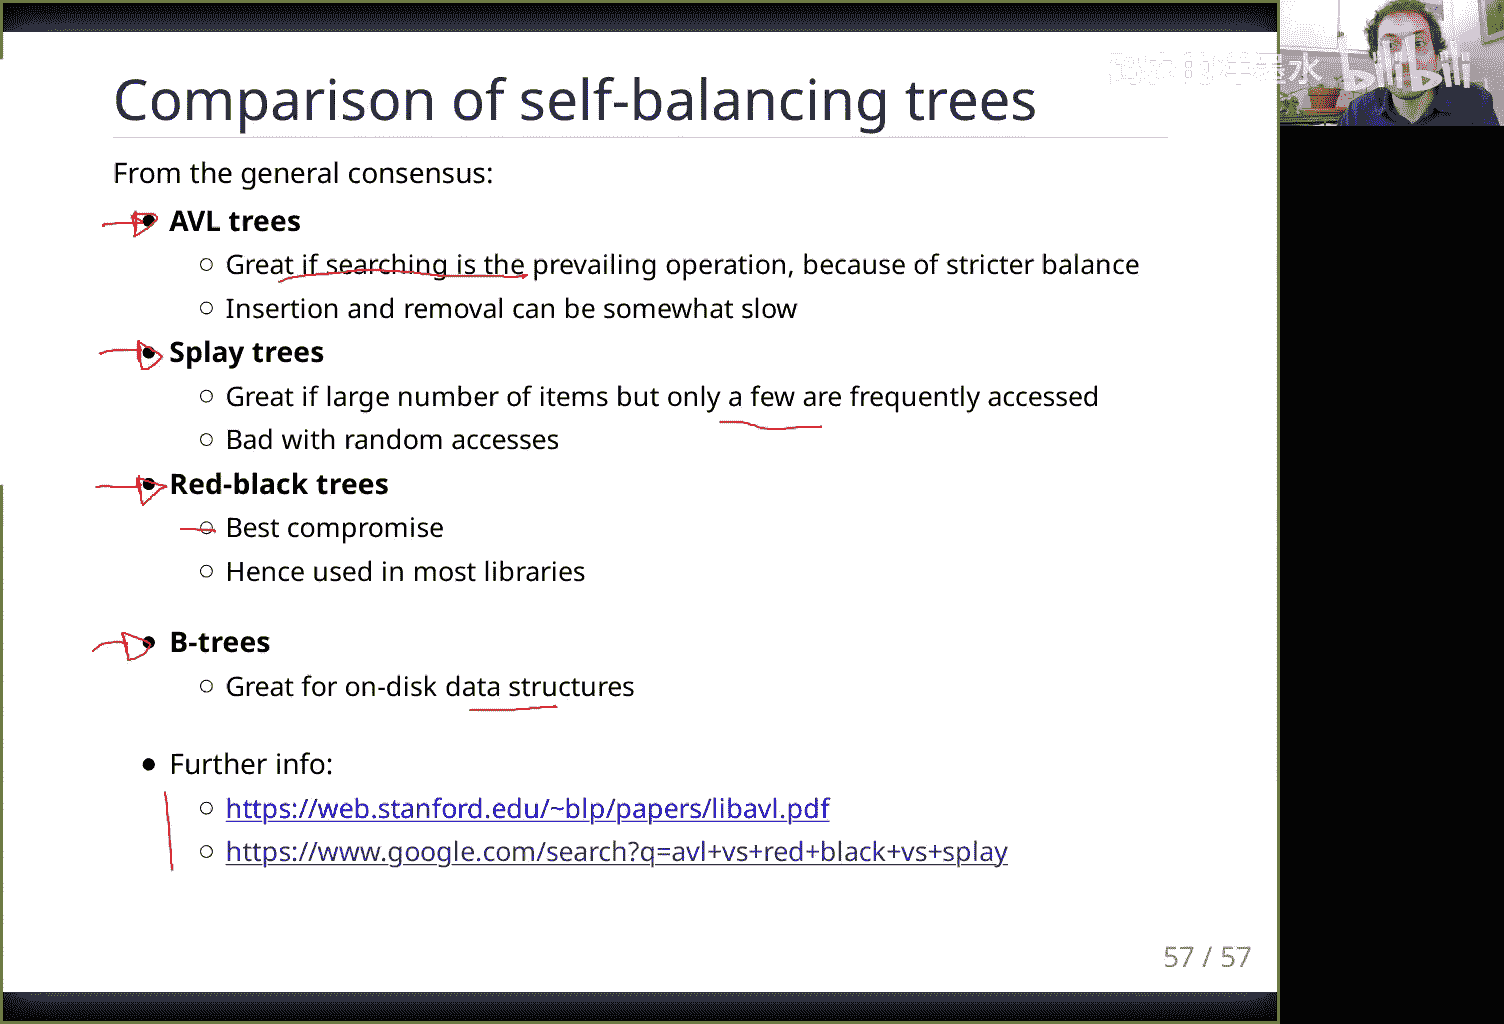 Comparison of self-balancing trees
bilibili
From the general consensus:
AVL trees
Great if searching is the prevailing operation, because of stricter balance
Insertion and removal can be somewhat slow
Splay trees
Great if large number of items but only a few are frequently accessed
Bad with random accesses
Red-black trees
Best compromise
Hence used in most libraries
B-trees
Great for on-disk data structures
Further info:
https://web.stanford.edu/~blp/papers/libavl.pdf
https://www.google.com/search?q=avl+vs+red+black+vs+splay
57 / 57